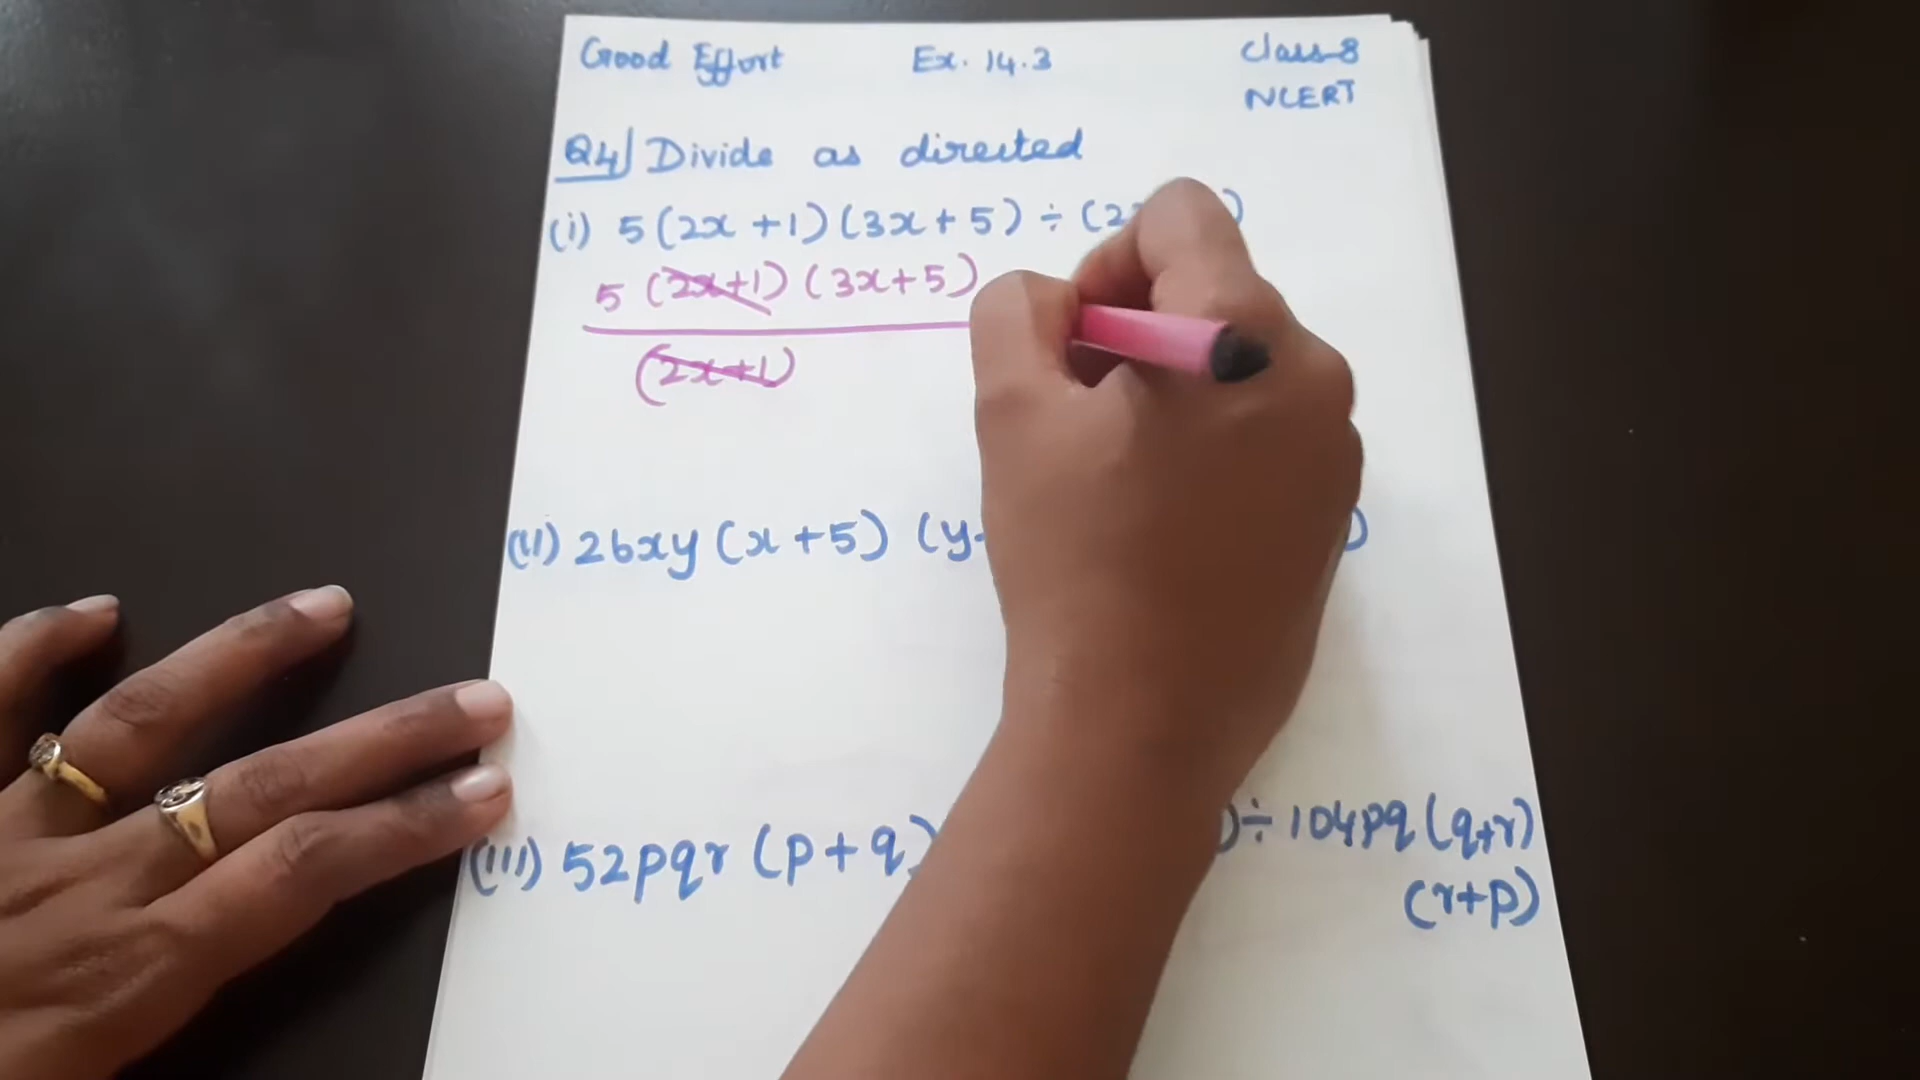 Good Effort Ex. 14.3 Class-8
NCERT
Q4/ Divide as directed
(i) 5(2x+1)(3x+5)÷(2 )
5(2x+1)(3x+5)
(2x+1)
(ii) 26xy(x+5)(y )
(iii) 52pqr(p+q) )÷104pq(q+r)
(r+p)